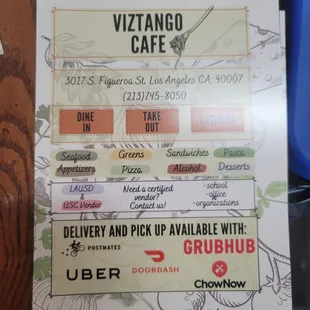 VIZTANGO
CAFE
3017 S. Figueroa St. Los Angeles CA, 90007
(213)745-8050
DINE IN TAKE OUT
Seafood Greens Sandwiches Pasta
Appetizers Pizza Alcohol Desserts
LAUSD
USC Vendor
Need a certified
vendor?
Contact us!
-school
-office
-organizations
DELIVERY AND PICK UP AVAILABLE WITH:
POSTMATES GRUBHUB
UBER DOORDASH ChowNow